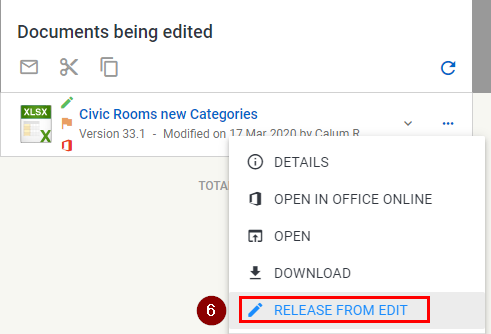 Documents being edited
XLSX
Civic Rooms new Categories
Version 33.1 - Modified on 17 Mar 2020 by Calum R
TOTA
DETAILS
OPEN IN OFFICE ONLINE
OPEN
DOWNLOAD
6
RELEASE FROM EDIT